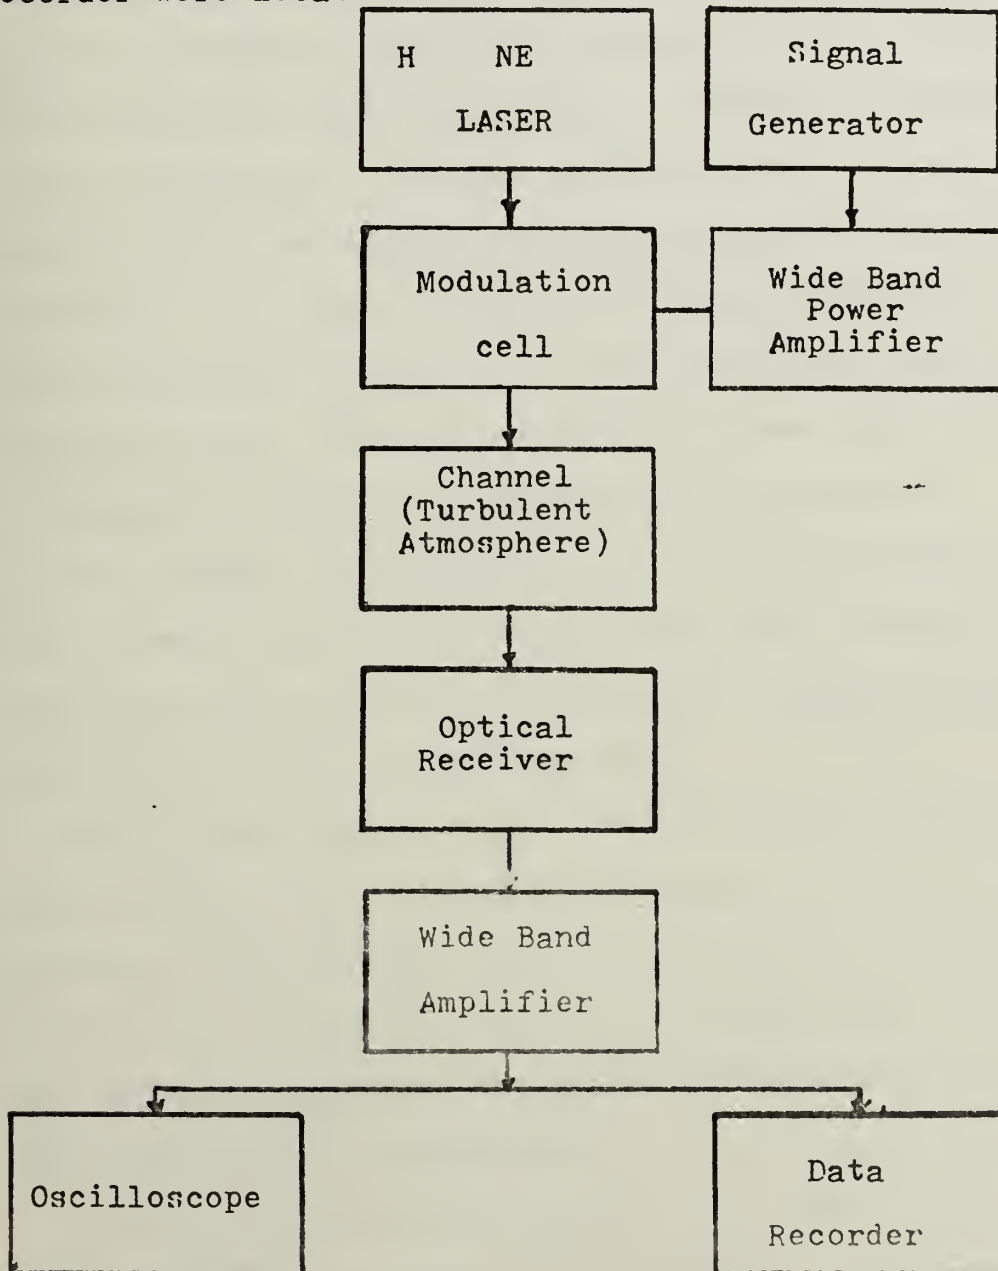 H NE
LASER
Signal
Generator
Modulation
cell
Wide Band
Power
Amplifier
Channel
(Turbulent
Atmosphere)
Optical
Receiver
Wide Band
Amplifier
Oscilloscope
Data
Recorder